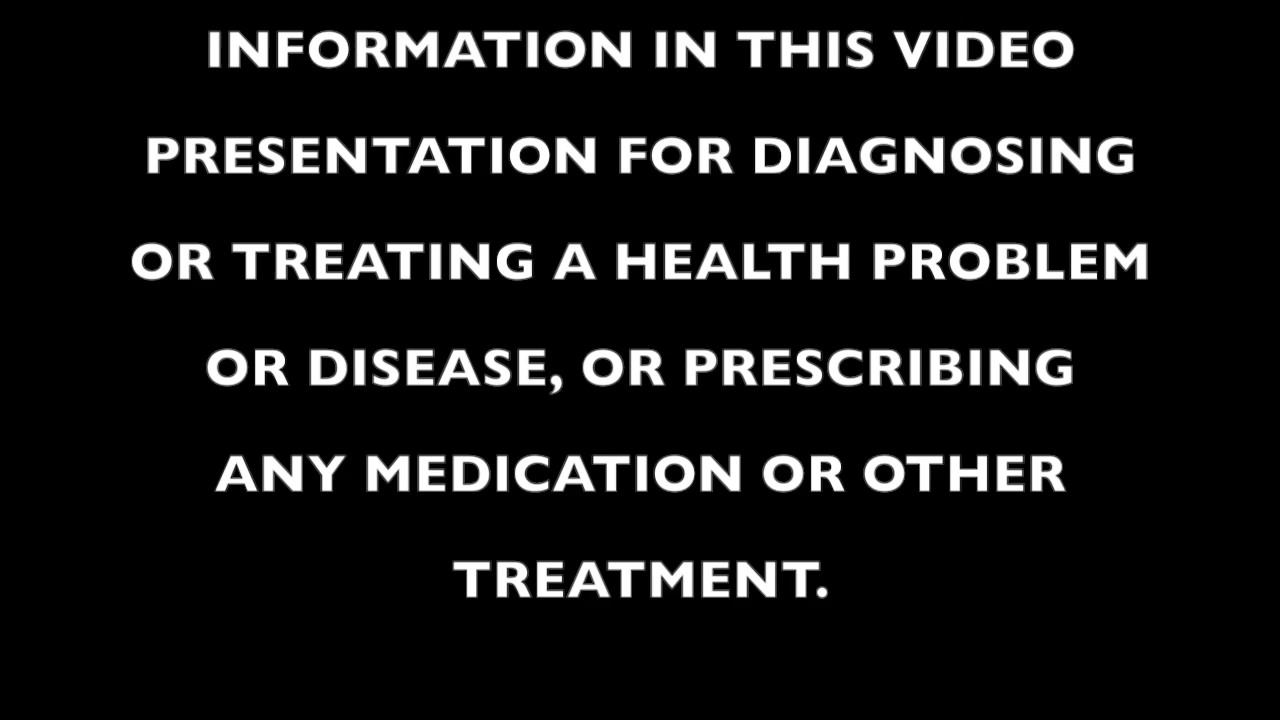 INFORMATION IN THIS VIDEO
PRESENTATION FOR DIAGNOSING
OR TREATING A HEALTH PROBLEM
OR DISEASE, OR PRESCRIBING
ANY MEDICATION OR OTHER
TREATMENT.